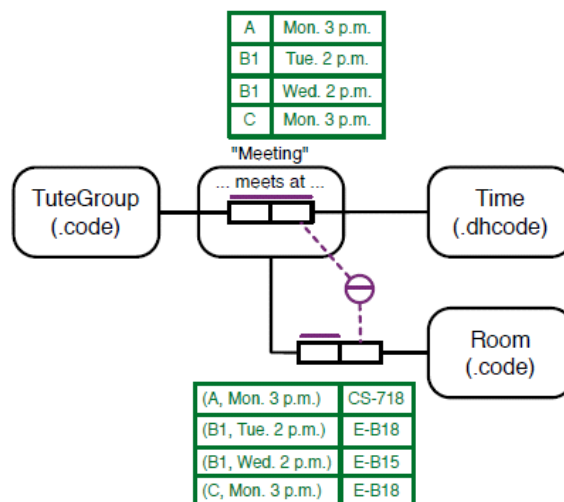 A Mon. 3 p.m.
B1 Tue. 2 p.m.
B1 Wed. 2 p.m.
C Mon. 3 p.m.
"Meeting"
... meets at ...
TuteGroup
(.code)
Time
(.dhcode)
Room
(.code)
(A, Mon. 3 p.m.) CS-718
(B1, Tue. 2 p.m.) E-B18
(B1, Wed. 2 p.m.) E-B15
(C, Mon. 3 p.m.) E-B18